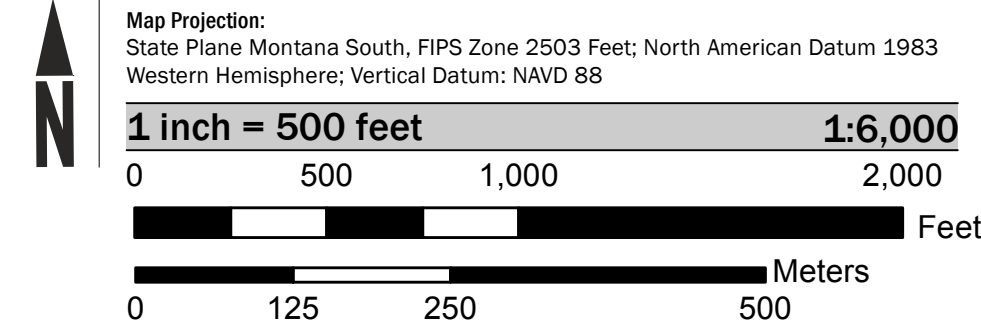 Map Projection:
State Plane Montana South, FIPS Zone 2503 Feet; North American Datum 1983
Western Hemisphere; Vertical Datum: NAVD 88
1 inch = 500 feet 1:6,000
0 500 1,000 2,000
Feet
Meters
0 125 250 500
N